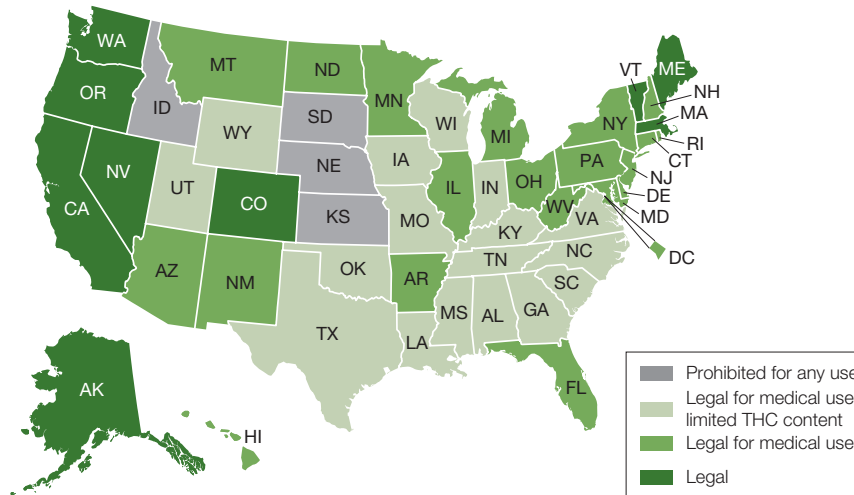 WA
VT
ME
MT
ND
NH
OR
MN
MA
ID
SD
WI
NY
WY
MI
RI
CT
IA
PA
NE
NJ
NV
OH
IL
IN
DE
UT
WV
CO
MD
CA
VA
KS
MO
KY
DC
NC
TN
OK
AZ
NM
AR
SC
MS
AL
GA
TX
LA
Prohibited for any use
FL
AK
Legal for medical use
limited THC content
HI
Legal for medical use
Legal